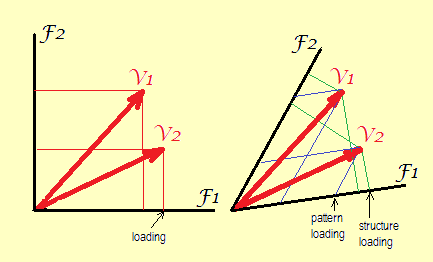 F2
V1
V2
F1
loading
F2
V1
V2
F1
pattern
loading
structure
loading